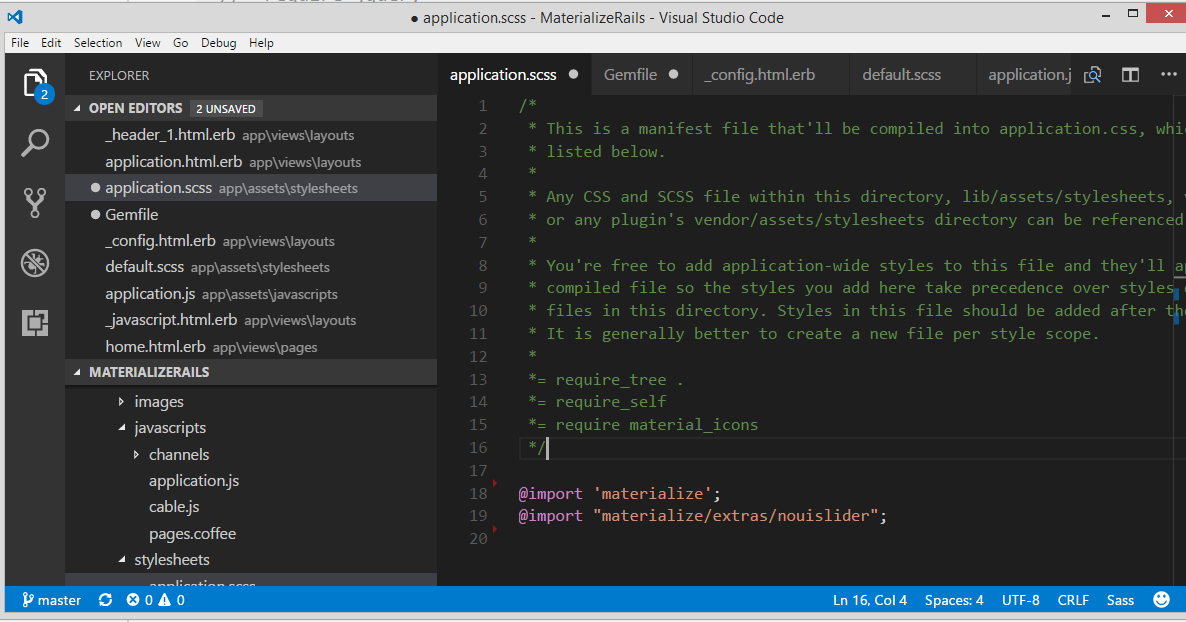 ● application.scss - MaterializeRails - Visual Studio Code
File Edit Selection View Go Debug Help
2
EXPLORER
OPEN EDITORS 2 UNSAVED
_header_1.html.erb app\views\layouts
application.html.erb app\views\layouts
● application.scss app\assets\stylesheets
● Gemfile
_config.html.erb app\views\layouts
default.scss app\assets\stylesheets
application.js app\assets\javascripts
_javascript.html.erb app\views\layouts
home.html.erb app\views\pages
MATERIALIZERAILS
images
javascripts
channels
application.js
cable.js
pages.coffee
stylesheets
application.scss
application.scss ● Gemfile ● _config.html.erb default.scss application.j
1 /*
2 * This is a manifest file that'll be compiled into application.css, whi
3 * listed below.
4 *
5 * Any CSS and SCSS file within this directory, lib/assets/stylesheets,
6 * or any plugin's vendor/assets/stylesheets directory can be referenced
7 *
8 * You're free to add application-wide styles to this file and they'll a
9 * compiled file so the styles you add here take precedence over styles
10 * files in this directory. Styles in this file should be added after the
11 * It is generally better to create a new file per style scope.
12 *
13 *= require_tree .
14 *= require_self
15 *= require material_icons
16 */
17
18 @import 'materialize';
19 @import "materialize/extras/nouislider";
20
master 0 0 Ln 16, Col 4 Spaces: 4 UTF-8 CRLF Sass